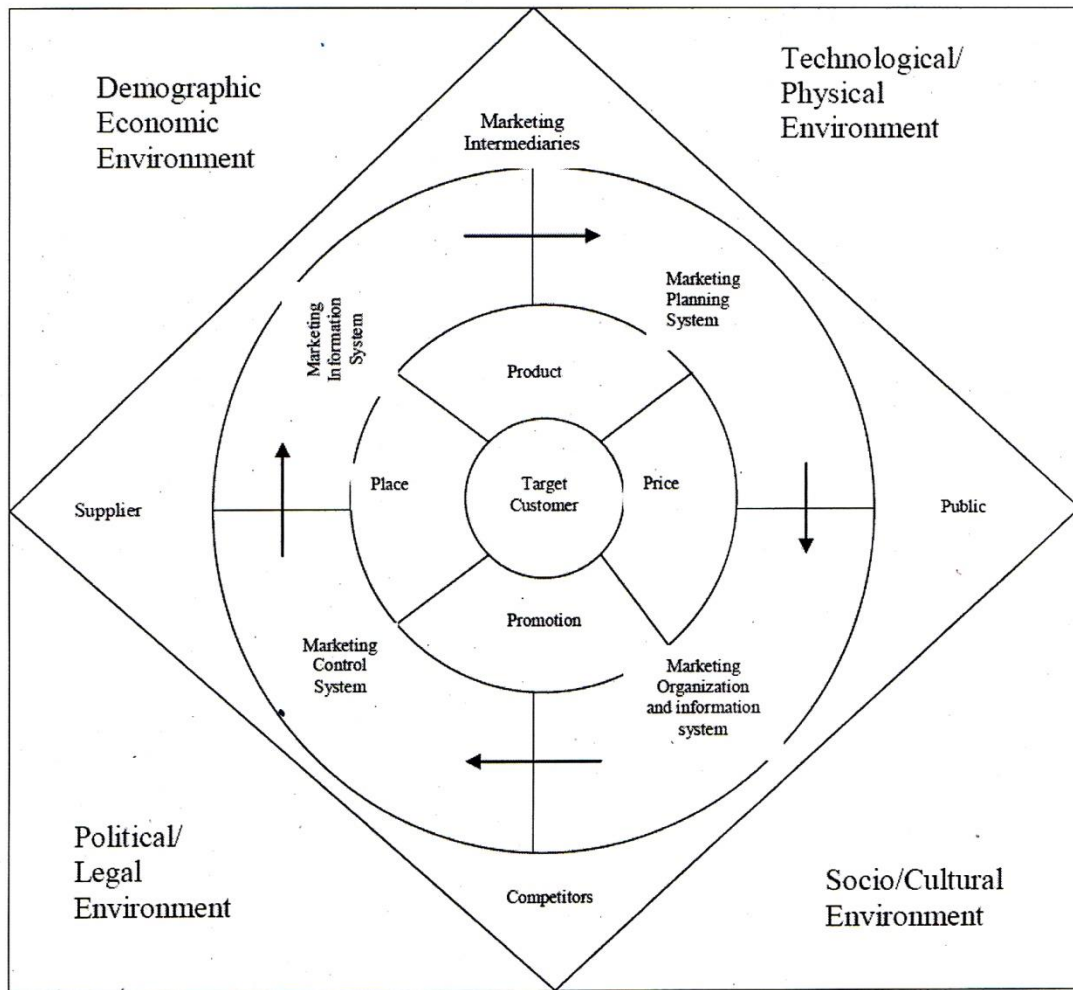 Demographic
Economic
Environment
Technological/
Physical
Environment
Marketing
Intermediaries
Marketing
Information
System
Marketing
Planning
System
Product
Supplier
Place
Target
Customer
Price
Public
Promotion
Marketing
Control
System
Marketing
Organization
and information
system
Political/
Legal
Environment
Competitors
Socio/Cultural
Environment